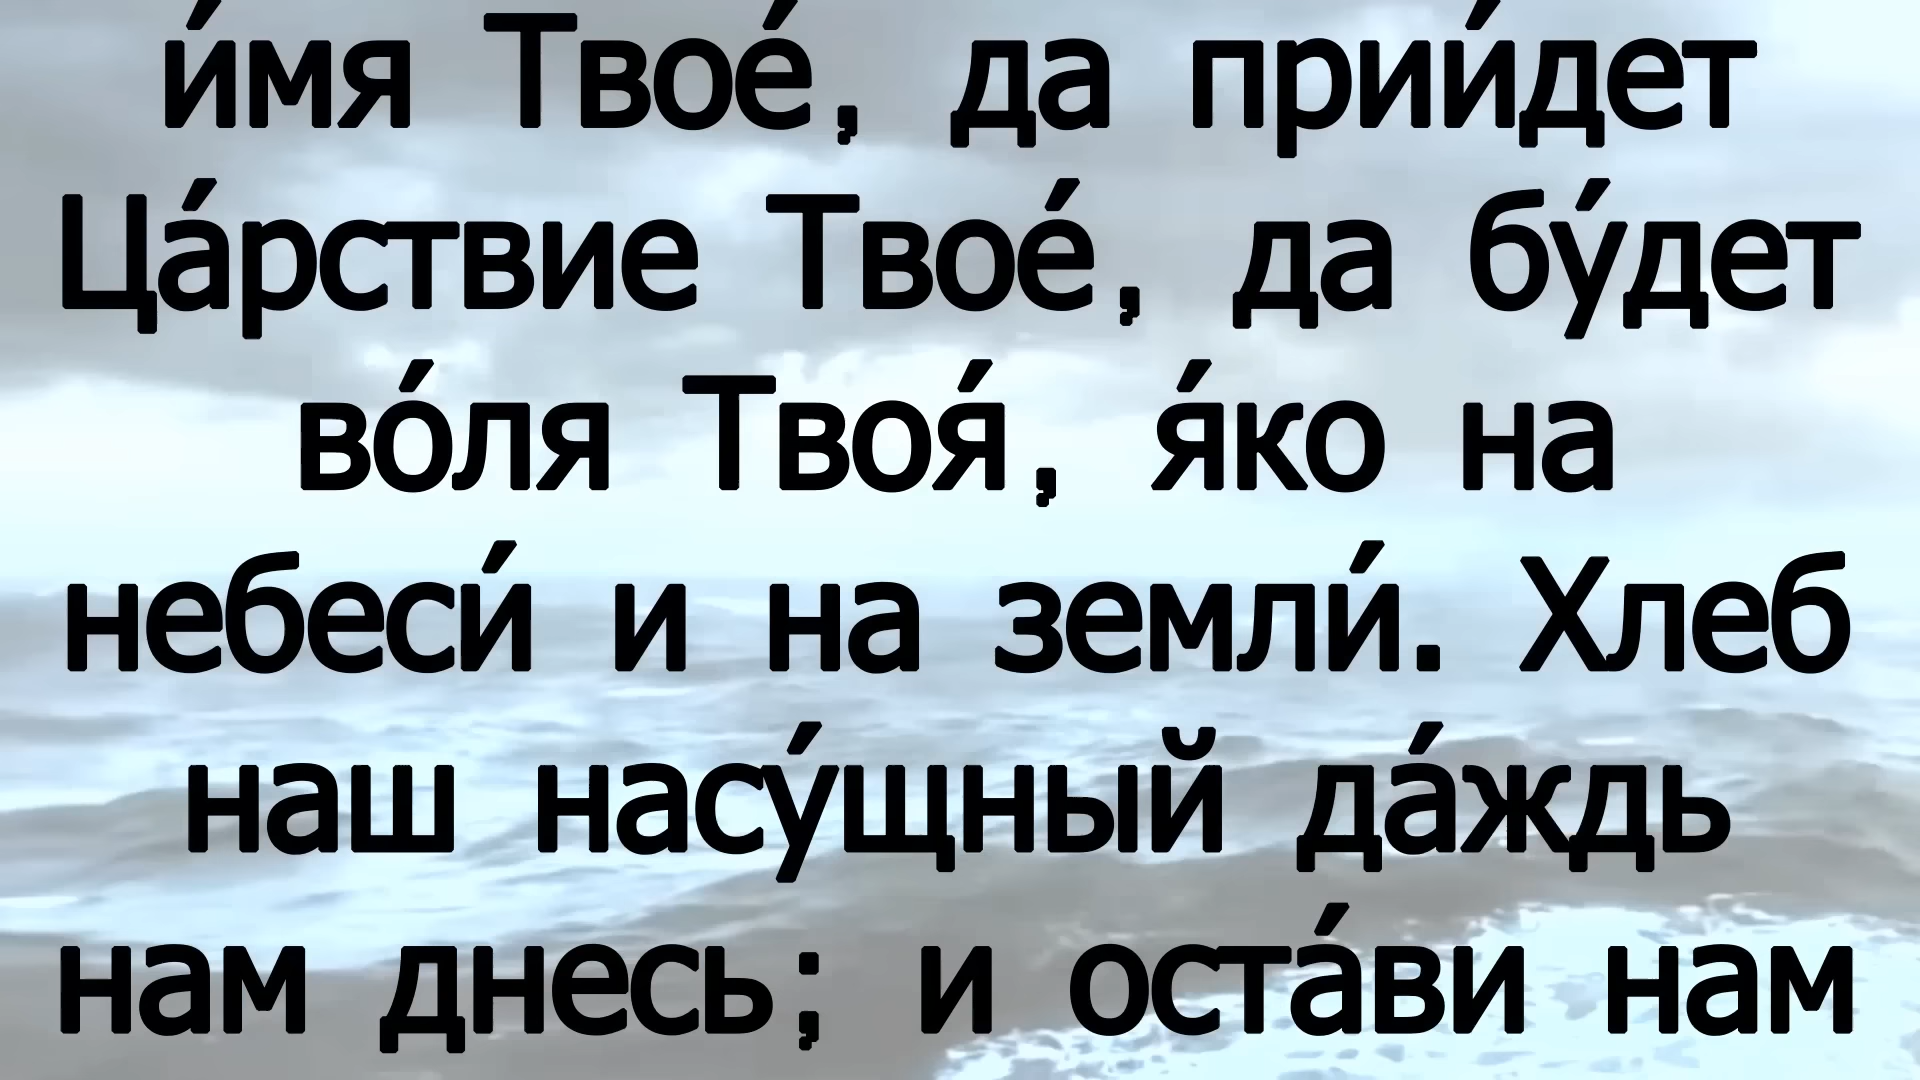 и́мя Твое́, да прии́дет
Ца́рствие Твое́, да бу́дет
во́ля Твоя́, я́ко на
небеси́ и на земли́. Хлеб
наш насу́щный да́ждь
нам днесь; и оста́ви нам